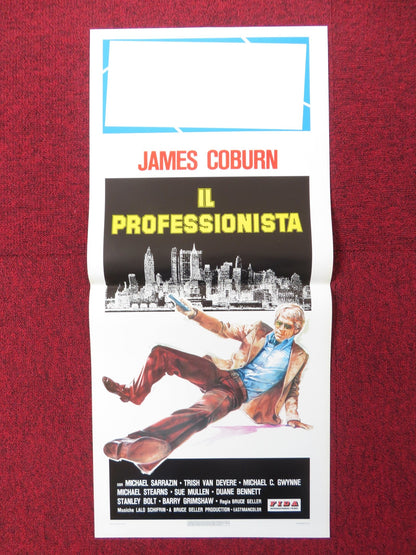 JAMES COBURN
IL
PROFESSIONISTA
con MICHAEL SARRAZIN • TRISH VAN DEVERE • MICHAEL C. GWYNNE
MICHAEL STEARNS • SUE MULLEN • DUANE BENNETT
STANLEY BOLT • BARRY GRIMSHAW • Regia BRUCE GELLER
Musiche LALO SCHIFRIN • A BRUCE GELLER PRODUCTION • EASTMANCOLOR
FIDA